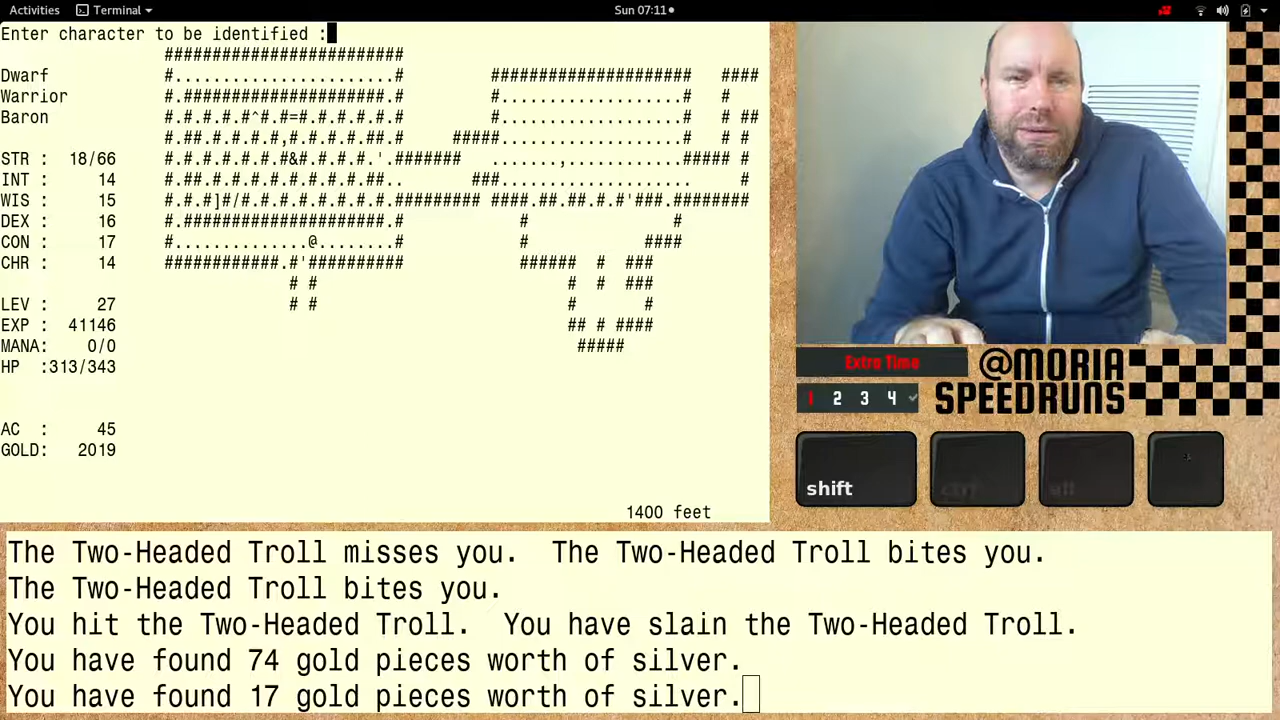 Activities Terminal Sun 07:11
Enter character to be identified :
#########################
Dwarf #.......................# ##################### ####
Warrior #.#####################.# #...................# #
Baron #.#.#.#.#^#.#=#.#.#.#.#.# #...................# # ##
#.##.#.#.#.#,#.#.#.#.##.# #####...................# # #
STR : 18/66 #.#.#.#.#.#.#&#.#.#.#.'.####### ......,............##### #
INT : 14 #.##.#.#.#.#.#.#.#.#.##.. ###.................... #
WIS : 15 #.#.#]#/#.#.#.#.#.#.#.#.######### ####.##.##.#.#'###.########
DEX : 16 #.#####################.# # #
CON : 17 #..............@........# # ####
CHR : 14 ############.#'########## ###### # ###
# # # # ###
LEV : 27 # # # #
EXP : 41146 ## # ####
MANA: 0/0 #####
HP :313/343
AC : 45
GOLD: 2019
1400 feet
Extra Time
1 2 3 4
@MORIA
SPEEDRUNS
shift ctrl alt
The Two-Headed Troll misses you. The Two-Headed Troll bites you.
The Two-Headed Troll bites you.
You hit the Two-Headed Troll. You have slain the Two-Headed Troll.
You have found 74 gold pieces worth of silver.
You have found 17 gold pieces worth of silver.